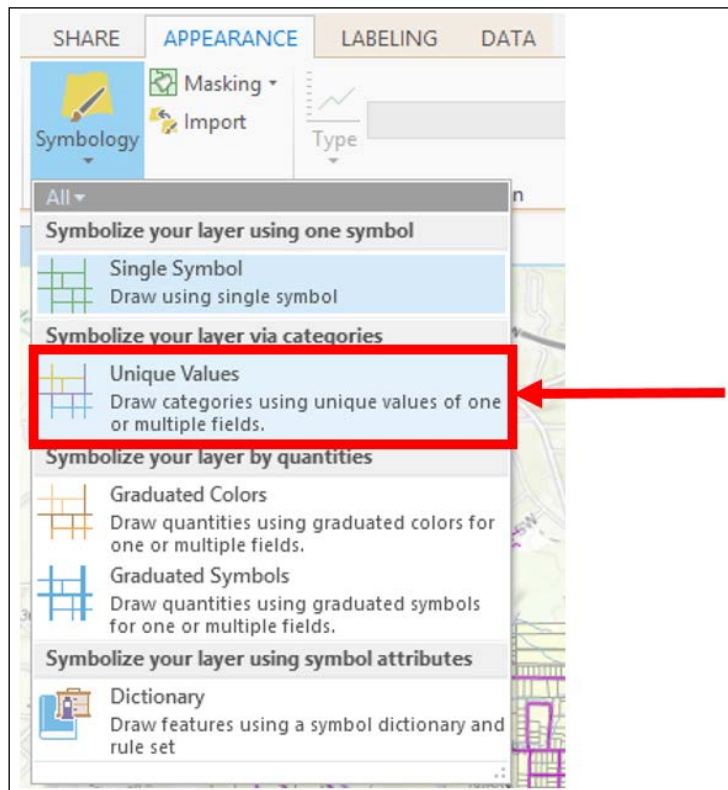 SHARE APPEARANCE LABELING DATA
Masking
Import
Symbology
Type
n
All
Symbolize your layer using one symbol
Single Symbol
Draw using single symbol
Symbolize your layer via categories
Unique Values
Draw categories using unique values of one
or multiple fields.
Symbolize your layer by quantities
Graduated Colors
Draw quantities using graduated colors for
one or multiple fields.
Graduated Symbols
Draw quantities using graduated symbols
for one or multiple fields.
Symbolize your layer using symbol attributes
Dictionary
Draw features using a symbol dictionary and
rule set